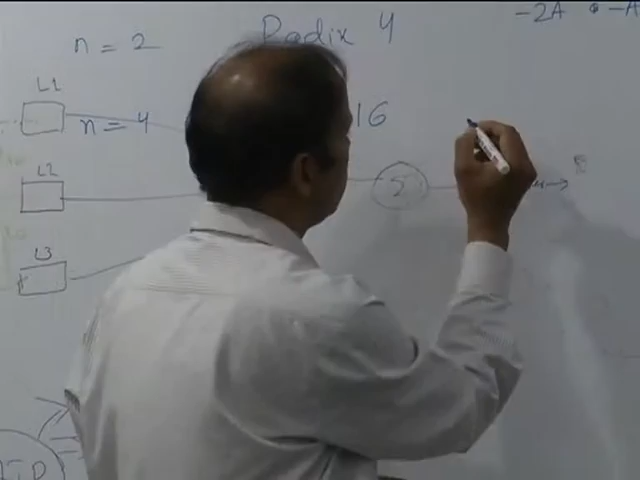 -2A • -A
Radix 4
n = 2
L1
n = 4
16
L2
Σ
L3